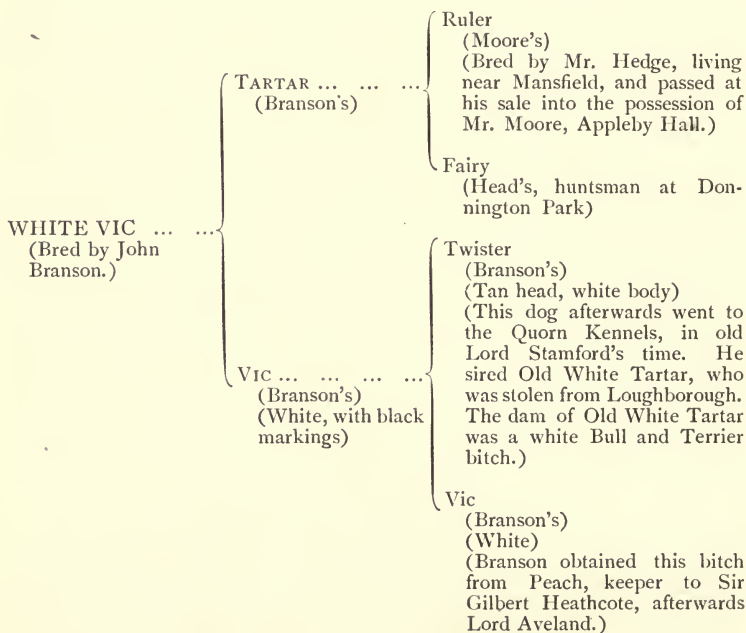 WHITE VIC ... ...
(Bred by John
Branson.)
TARTAR ... ... ...
(Branson's)
Ruler
(Moore's)
(Bred by Mr. Hedge, living
near Mansfield, and passed at
his sale into the possession of
Mr. Moore, Appleby Hall.)
Fairy
(Head's, huntsman at Don-
nington Park)
VIC ... ... ... ...
(Branson's)
(White, with black
markings)
Twister
(Branson's)
(Tan head, white body)
(This dog afterwards went to
the Quorn Kennels, in old
Lord Stamford's time. He
sired Old White Tartar, who
was stolen from Loughborough.
The dam of Old White Tartar
was a white Bull and Terrier
bitch.)
Vic
(Branson's)
(White)
(Branson obtained this bitch
from Peach, keeper to Sir
Gilbert Heathcote, afterwards
Lord Aveland.)